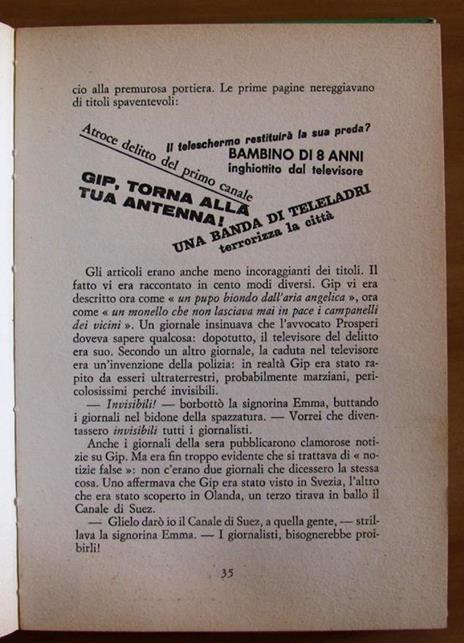 cio alla premurosa portiera. Le prime pagine nereggiavano
di titoli spaventevoli:
Atroce delitto del primo canale
Il teleschermo restituirà la sua preda?
BAMBINO DI 8 ANNI
inghiottito dal televisore
GIP, TORNA ALLA
TUA ANTENNA!
UNA BANDA DI TELELADRI
terrorizza la città
Gli articoli erano anche meno incoraggianti dei titoli. Il
fatto vi era raccontato in cento modi diversi. Gip vi era
descritto ora come « un pupo biondo dall'aria angelica », ora
come « un monello che non lasciava mai in pace i campanelli
dei vicini ». Un giornale insinuava che l'avvocato Prosperi
doveva sapere qualcosa: dopotutto, il televisore del delitto
era suo. Secondo un altro giornale, la caduta nel televisore
era un'invenzione della polizia: in realtà Gip era stato ra-
pito da esseri ultraterrestri, probabilmente marziani, peri-
colosissimi perché invisibili.
— Invisibili! — borbottò la signorina Emma, buttando
i giornali nel bidone della spazzatura. — Vorrei che diven-
tassero invisibili tutti i giornalisti.
Anche i giornali della sera pubblicarono clamorose noti-
zie su Gip. Ma era fin troppo evidente che si trattava di « no-
tizie false »: non c'erano due giornali che dicessero la stessa
cosa. Uno affermava che Gip era stato visto in Svezia, l'altro
che era stato scoperto in Olanda, un terzo tirava in ballo il
Canale di Suez.
— Glielo darò io il Canale di Suez, a quella gente, — stril-
lava la signorina Emma. — I giornalisti, bisognerebbe proi-
birli!
35